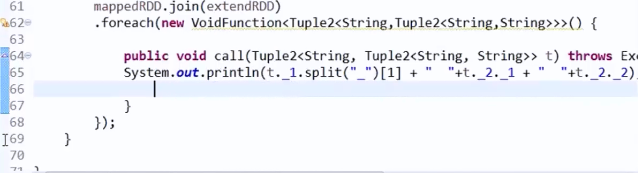 61 mappedRDD.join(extendRDD)
62 .foreach(new VoidFunction<Tuple2<String,Tuple2<String,String>>>() {
63
64 public void call(Tuple2<String, Tuple2<String, String>> t) throws Exc
65 System.out.println(t._1.split("_")[1] + "  "+t._2._1 + "  "+t._2._2)
66
67 }
68 });
69 }
70
71 }